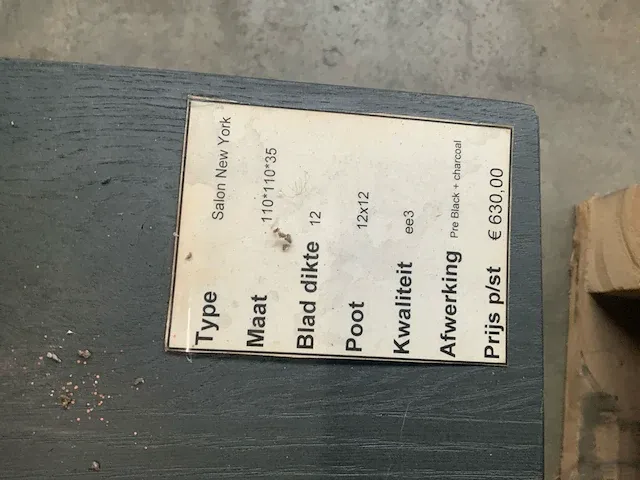 Type Salon New York
Maat 110*110*35
Blad dikte 12
Poot 12x12
Kwaliteit ee3
Afwerking Pre Black + charcoal
Prijs p/st € 630,00